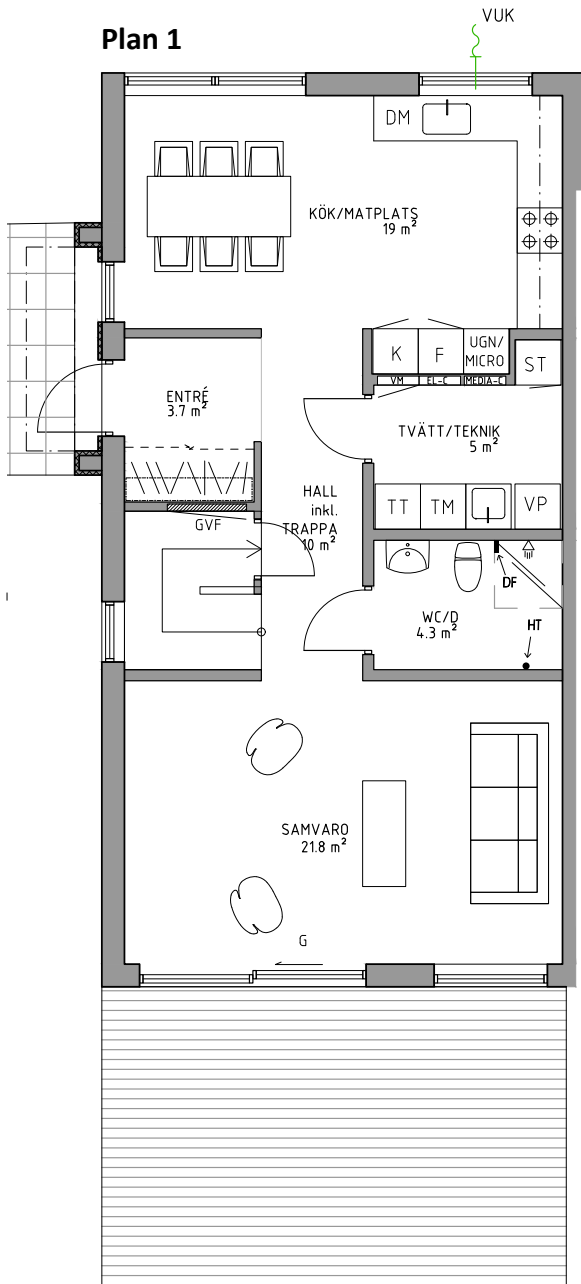 VUK
Plan 1
DM
KÖK/MATPLATS
19 m²
K
F
UGN/
MICRO
ST
VM
EL-C
MEDIA-C
ENTRÉ
3.7 m²
TVÄTT/TEKNIK
5 m²
HALL
inkl.
TRAPPA
10 m²
TT
TM
VP
GVF
DF
WC/D
4.3 m²
HT
SAMVARO
21.8 m²
G